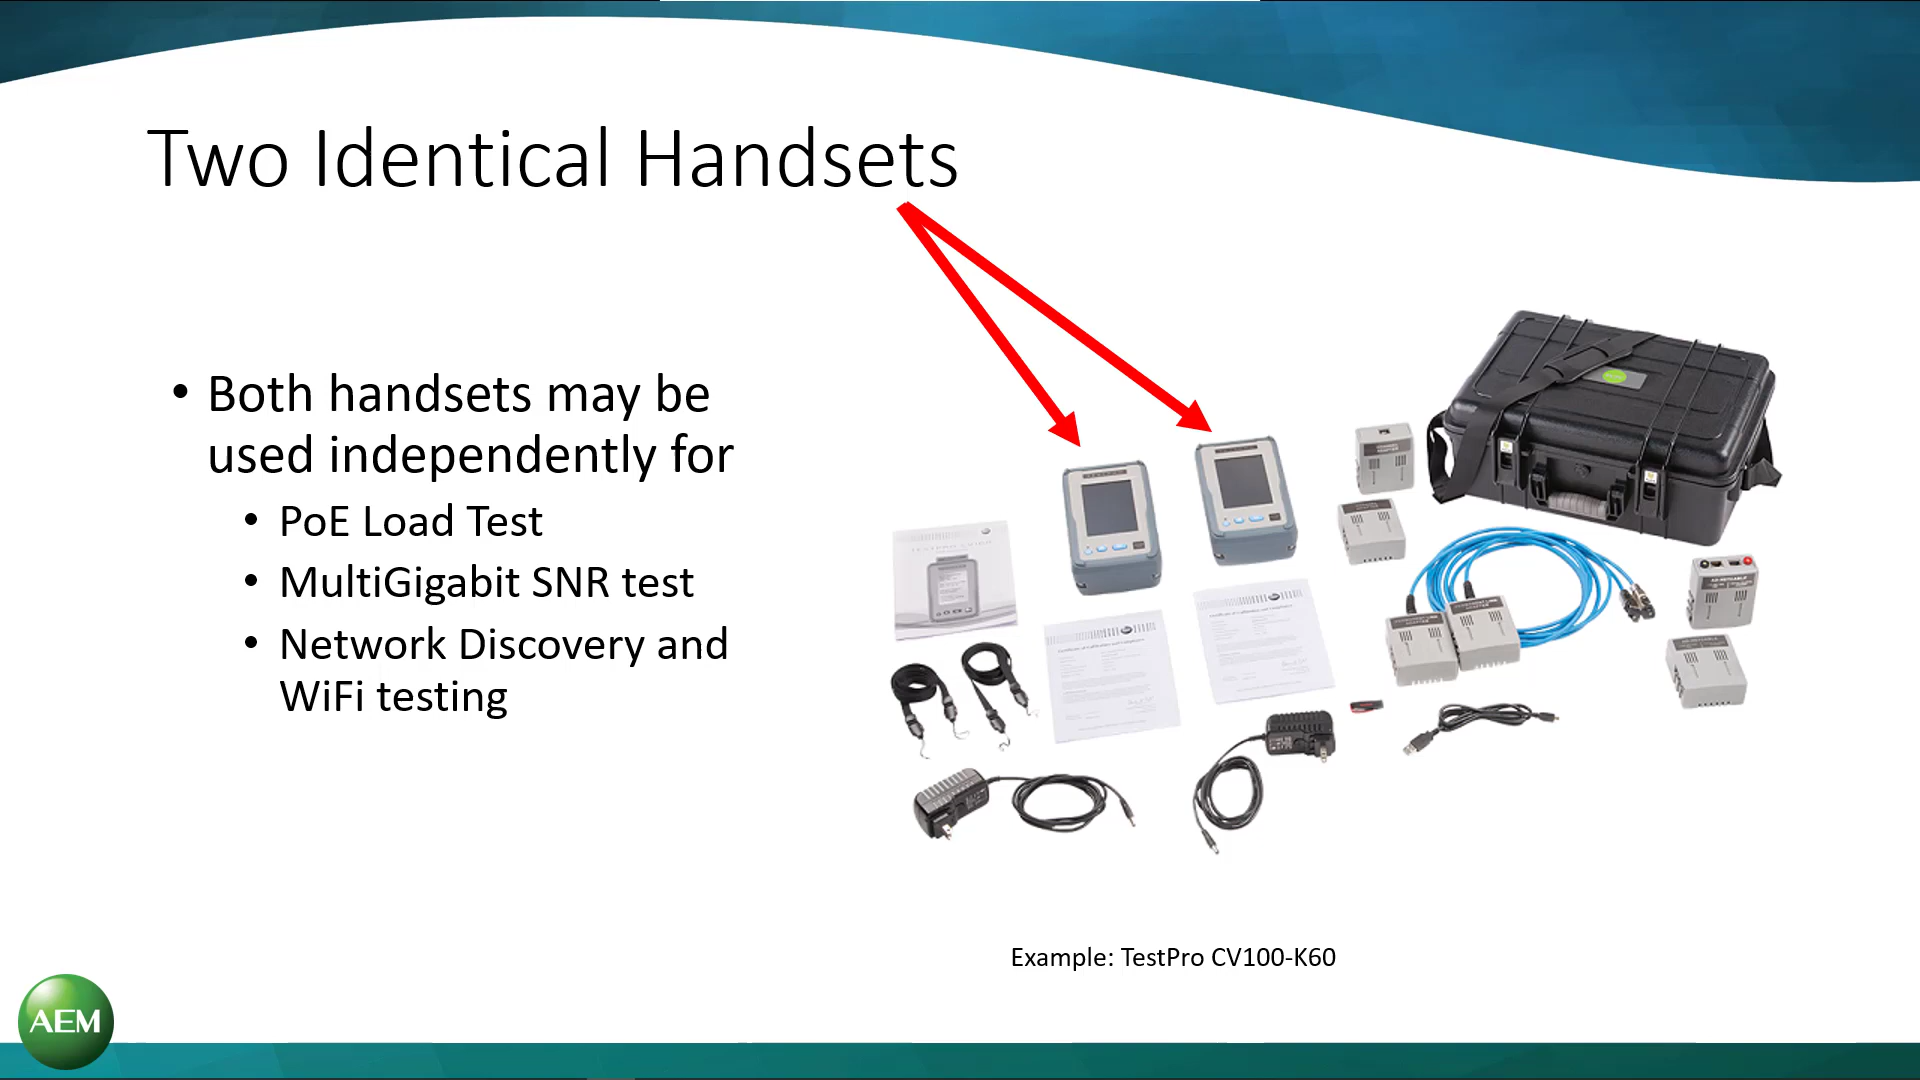 Two Identical Handsets
• Both handsets may be
used independently for
• PoE Load Test
• MultiGigabit SNR test
• Network Discovery and
WiFi testing
Example: TestPro CV100-K60
AEM